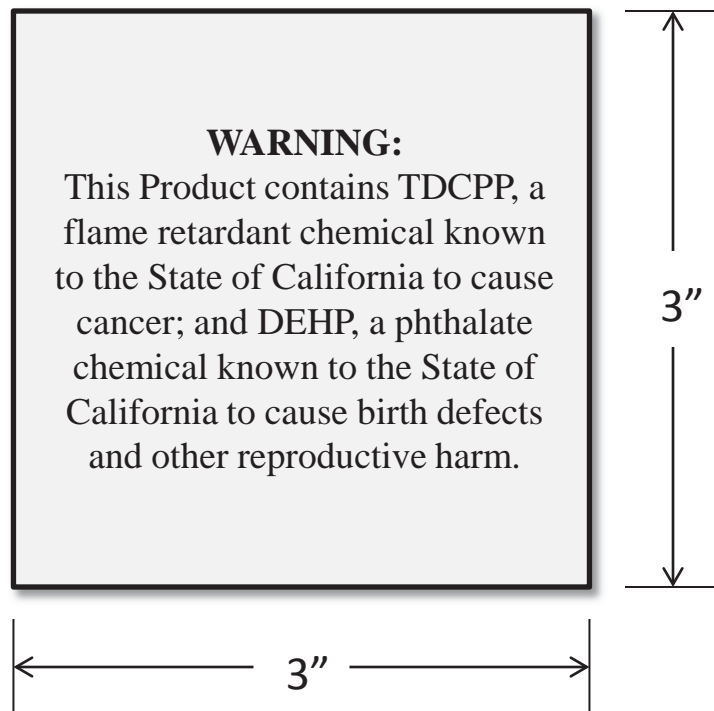 WARNING:
This Product contains TDCPP, a
flame retardant chemical known
to the State of California to cause
cancer; and DEHP, a phthalate
chemical known to the State of
California to cause birth defects
and other reproductive harm.
3”
3”